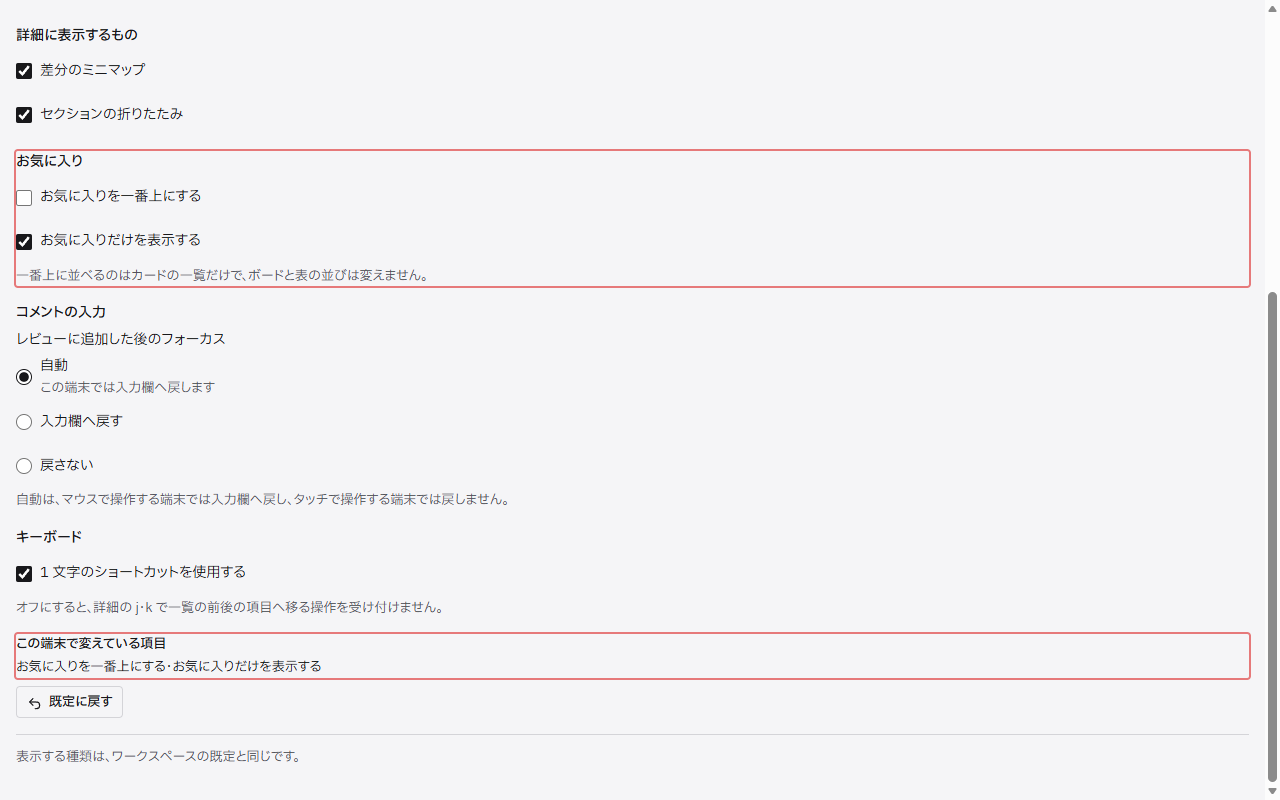 詳細に表示するもの
差分のミニマップ
セクションの折りたたみ
お気に入り
お気に入りを一番上にする
お気に入りだけを表示する
一番上に並べるのはカードの一覧だけで、ボードと表の並びは変えません。
コメントの入力
レビューに追加した後のフォーカス
自動
この端末では入力欄へ戻します
入力欄へ戻す
戻さない
自動は、マウスで操作する端末では入力欄へ戻し、タッチで操作する端末では戻しません。
キーボード
1 文字のショートカットを使用する
オフにすると、詳細の j·k で一覧の前後の項目へ移る操作を受け付けません。
この端末で変えている項目
お気に入りを一番上にする·お気に入りだけを表示する
既定に戻す
表示する種類は、ワークスペースの既定と同じです。